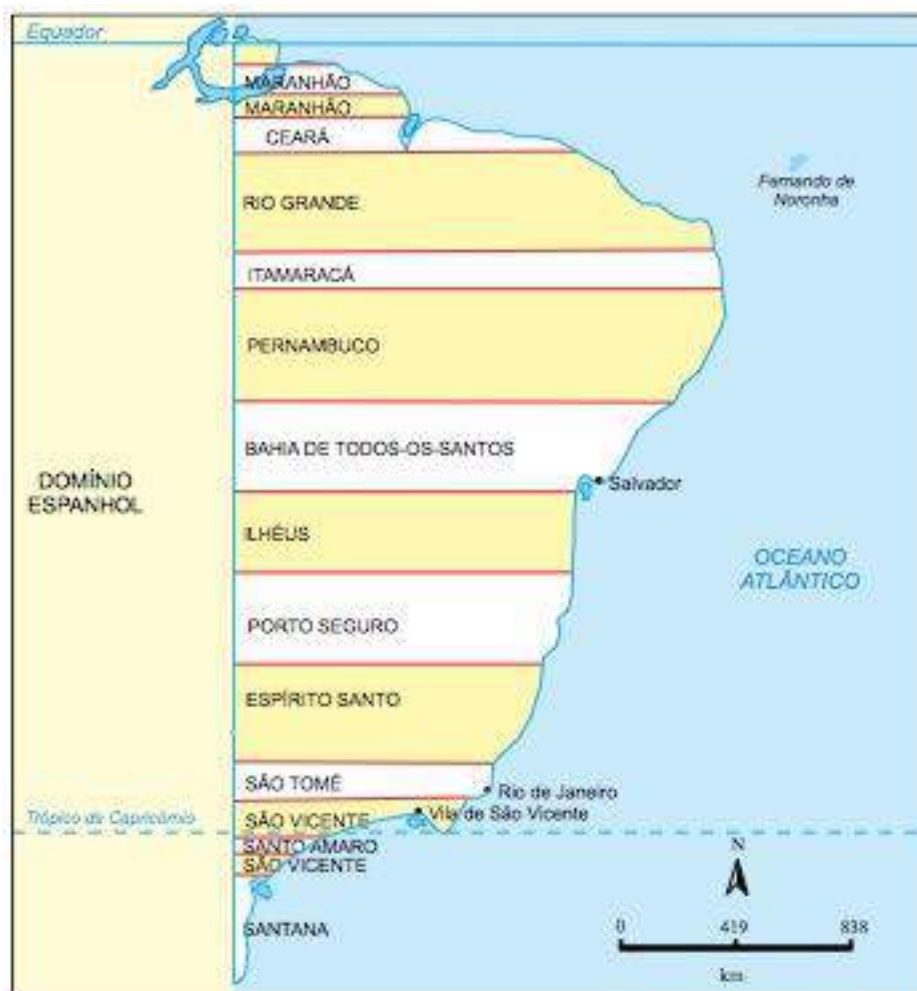 Equador
MARANHÃO
MARANHÃO
CEARÁ
Fernando de
Noronha
RIO GRANDE
ITAMARACÁ
PERNAMBUCO
BAHIA DE TODOS-OS-SANTOS
Salvador
DOMÍNIO
ESPANHOL
ILHÉUS
OCEANO
ATLÂNTICO
PORTO SEGURO
ESPÍRITO SANTO
SÃO TOMÉ
Rio de Janeiro
Trópico de Capricórnio
SÃO VICENTE
Vila de São Vicente
SANTO AMARO
SÃO VICENTE
N
SANTANA
0 419 838
km